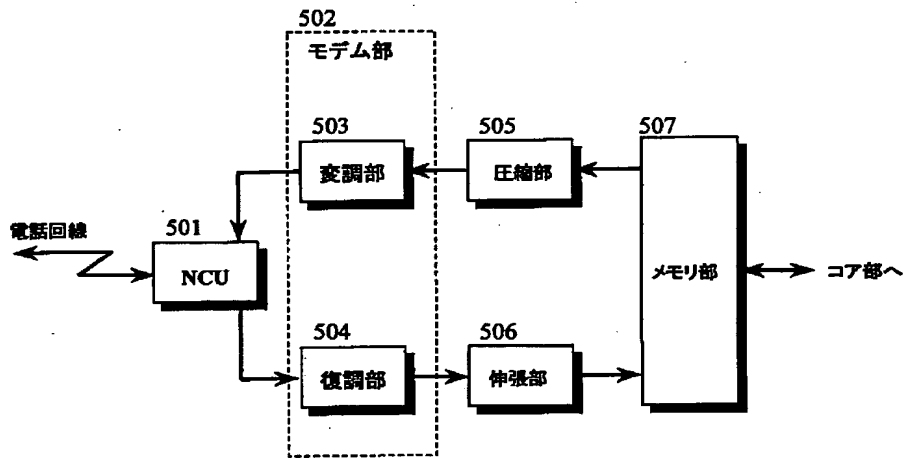 502
モデム部
503
変調部
505
圧縮部
507
メモリ部
電話回線
501
NCU
コア部へ
504
復調部
506
伸張部